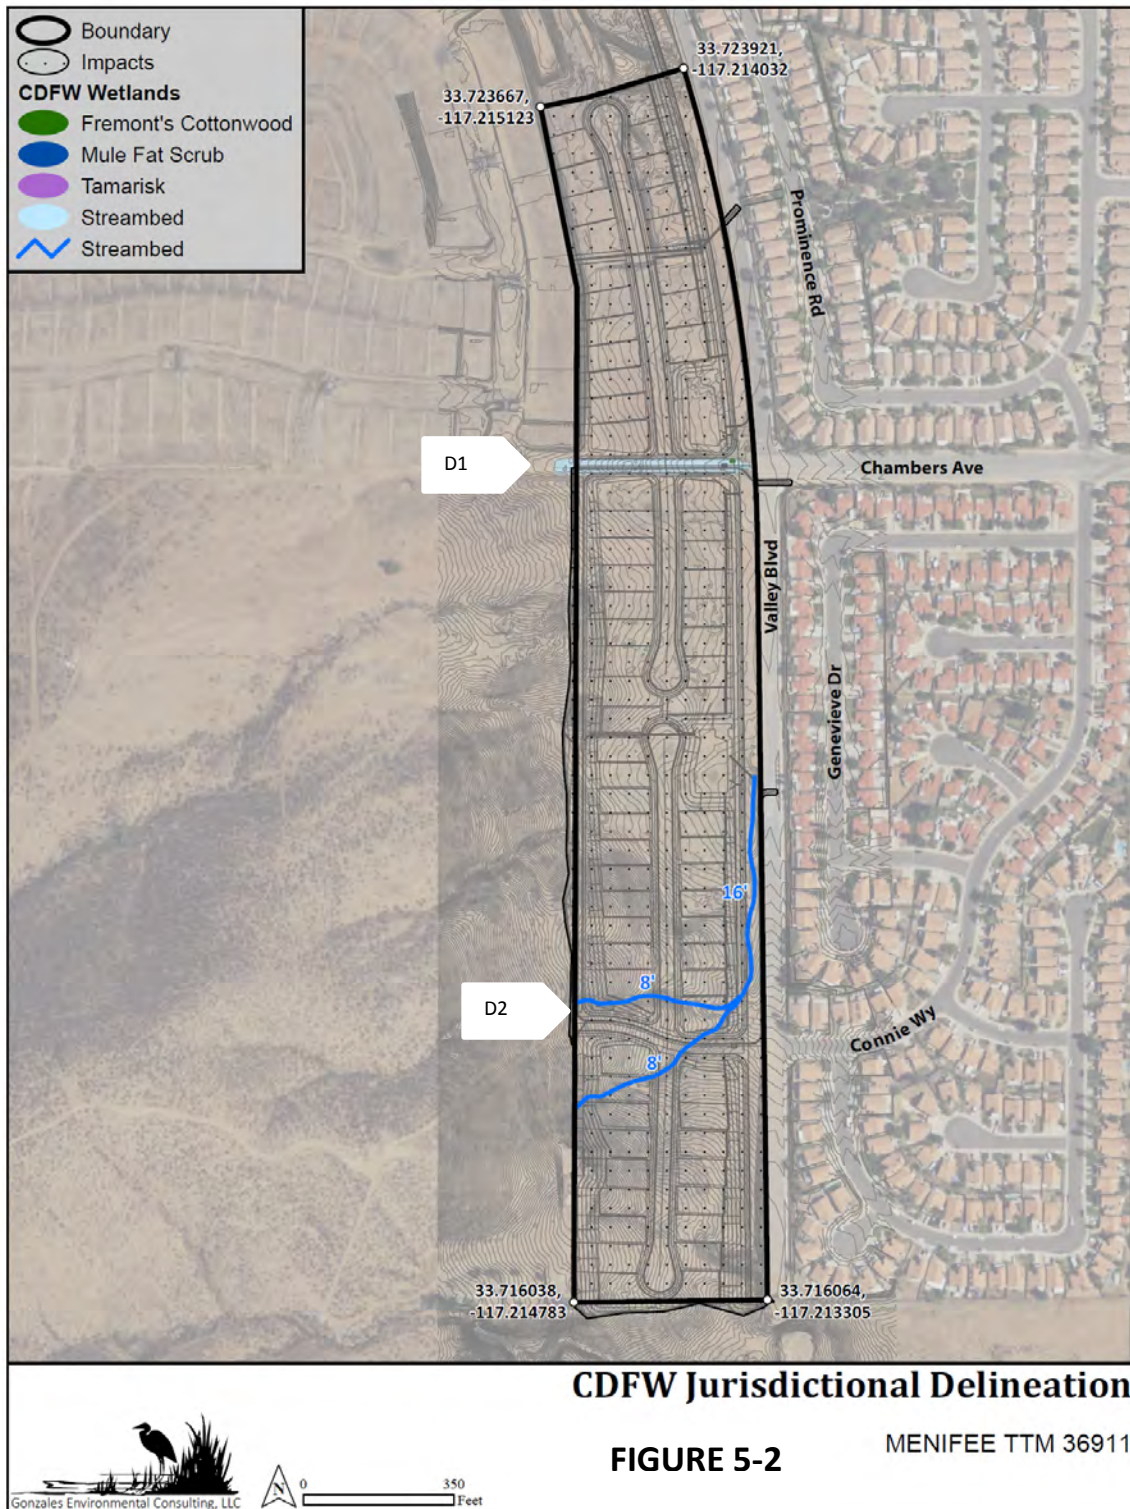 Boundary
Impacts
CDFW Wetlands
Fremont's Cottonwood
Mule Fat Scrub
Tamarisk
Streambed
Streambed
33.723921,
-117.214032
33.723667,
-117.215123
Prominence Rd
D1
Chambers Ave
Valley Blvd
Genevieve Dr
16'
8'
D2
Connie Wy
8'
33.716038,
-117.214783
33.716064,
-117.213305
CDFW Jurisdictional Delineation
FIGURE 5-2
MENIFEE TTM 36911
Gonzales Environmental Consulting, LLC
N
0 350
Feet